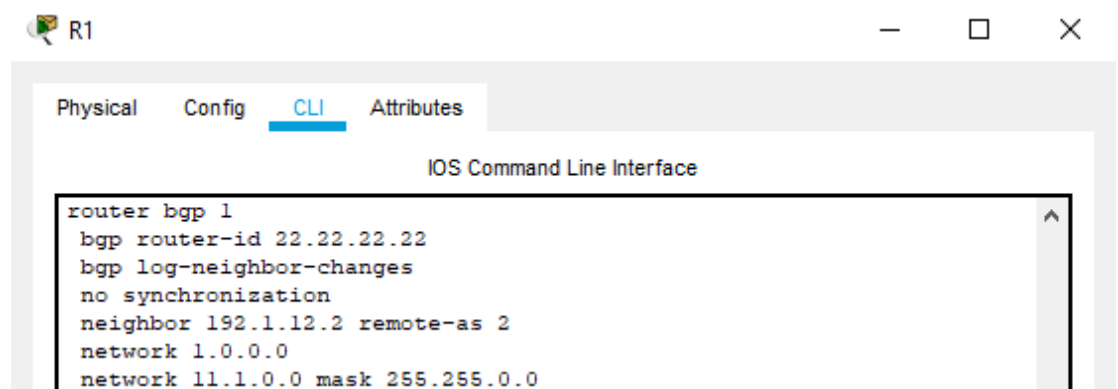 R1
Physical Config CLI Attributes
IOS Command Line Interface
router bgp 1
bgp router-id 22.22.22.22
bgp log-neighbor-changes
no synchronization
neighbor 192.1.12.2 remote-as 2
network 1.0.0.0
network 11.1.0.0 mask 255.255.0.0